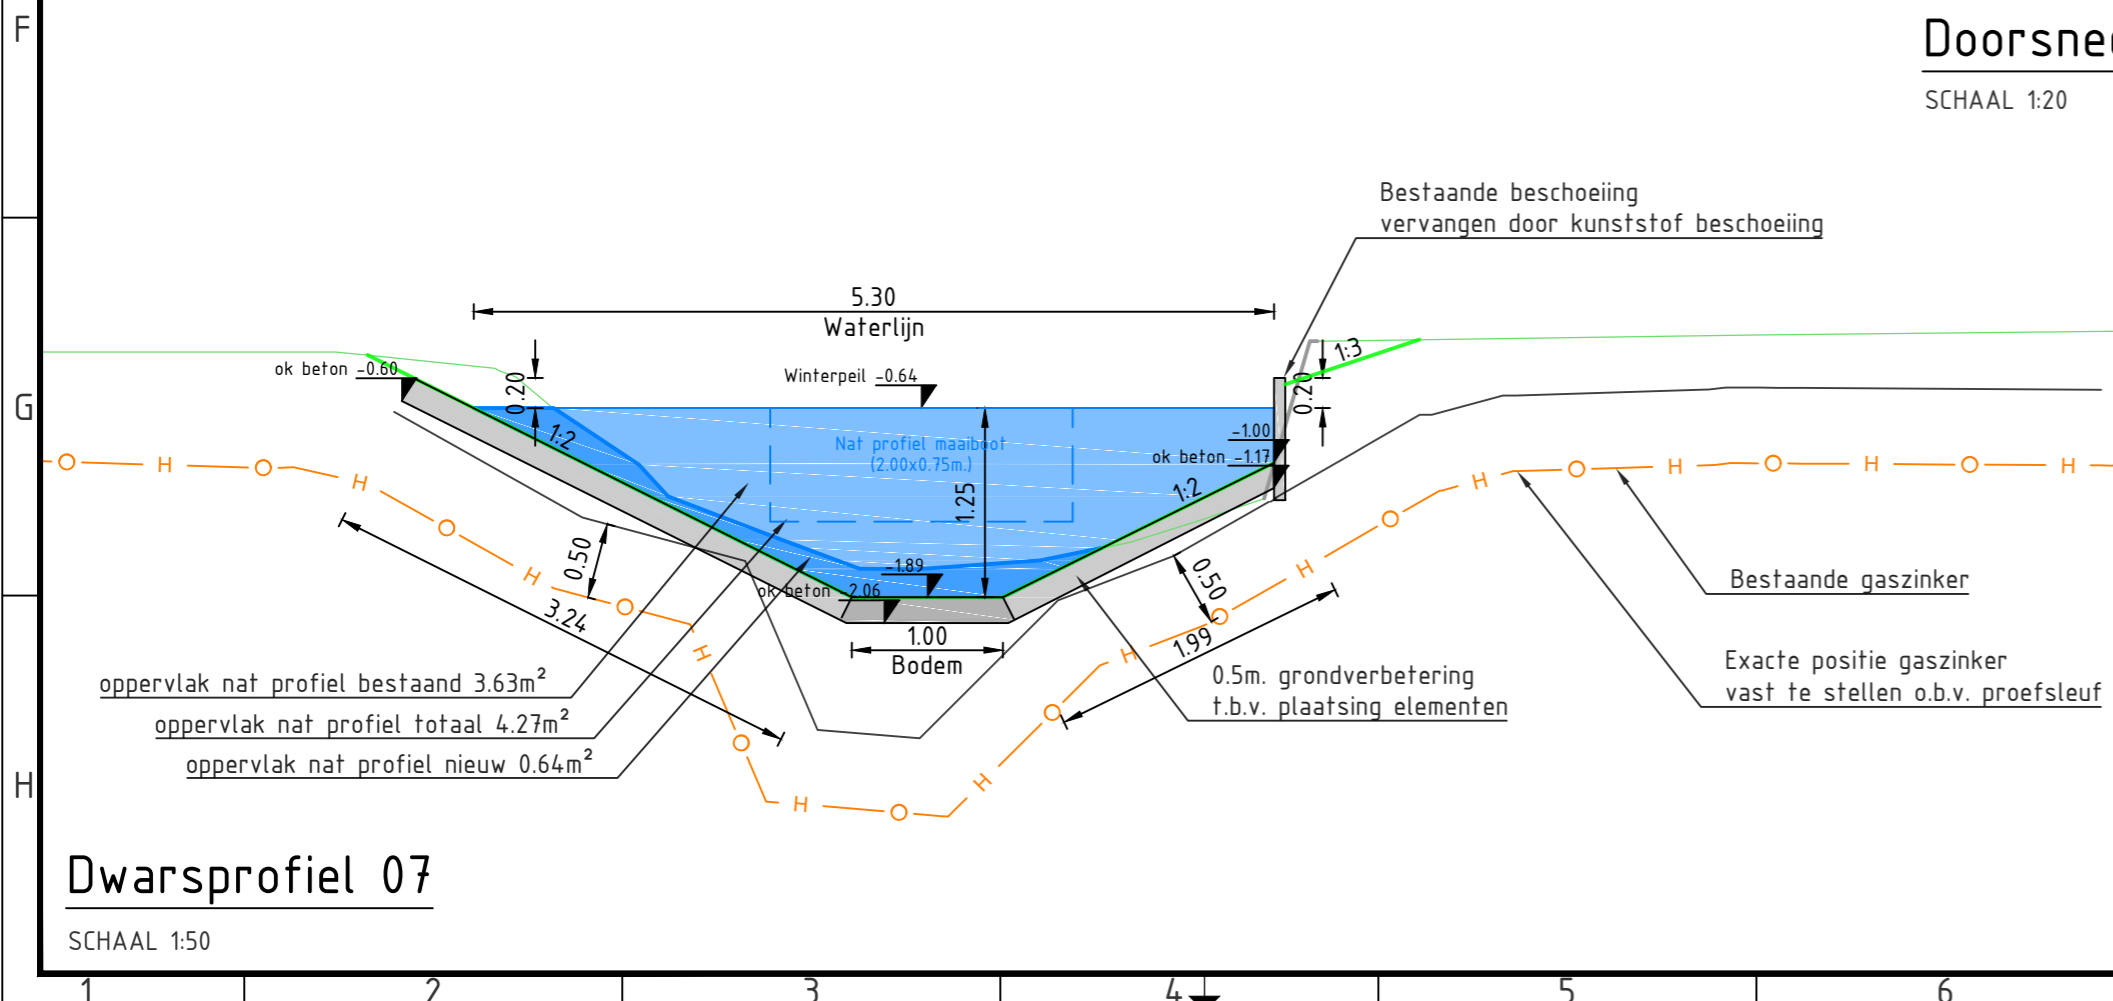 F
Doorsne
SCHAAL 1:20
Bestaande beschoeiing
vervangen door kunststof beschoeiing
5.30
Waterlijn
1:3
ok beton -0.60
0.20
Winterpeil -0.64
0.20
G
1:2
Nat profiel maaiboot
(2.00x0.75m.)
-1.00
ok beton -1.17
1:2
1.25
H H H H H H H H H H H H
0.50
-1.89
ok beton -2.06
0.50
Bestaande gaszinker
3.24
1.00
Bodem
1.99
Exacte positie gaszinker
vast te stellen o.b.v. proefsleuf
0.5m. grondverbetering
t.b.v. plaatsing elementen
oppervlak nat profiel bestaand 3.63m²
oppervlak nat profiel totaal 4.27m²
oppervlak nat profiel nieuw 0.64m²
H
Dwarsprofiel 07
SCHAAL 1:50
1 2 3 4 5 6